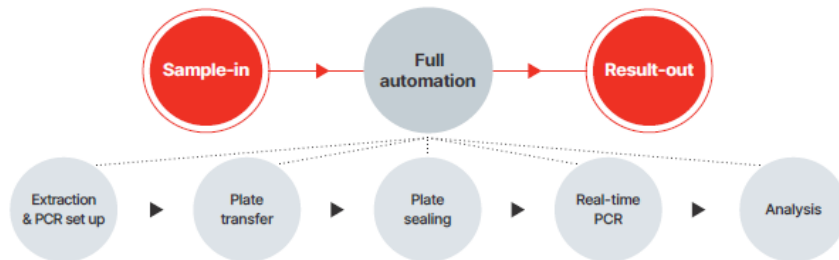 Sample-in
Full
automation
Result-out
Extraction
& PCR set up
Plate
transfer
Plate
sealing
Real-time
PCR
Analysis